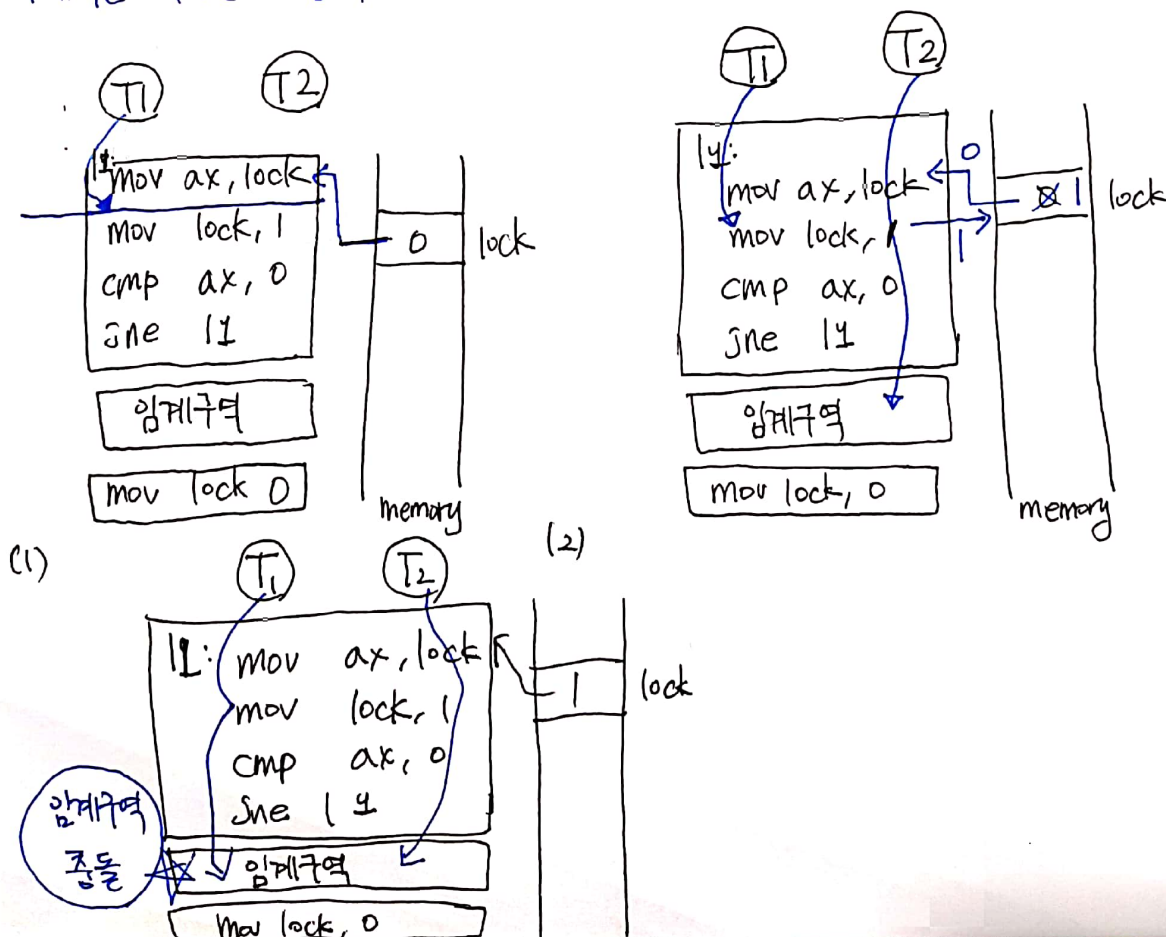 T1 T2
l1:
mov ax, lock
mov lock, 1
cmp ax, 0
jne l1
임계구역
mov lock 0
0
lock
memory
(1)
T1 T2
l1:
mov ax, lock
mov lock, 1
cmp ax, 0
jne l1
임계구역
mov lock, 0
0
1
0 1
lock
memory
(2)
T1 T2
l1: mov ax, lock
mov lock, 1
cmp ax, 0
jne l1
임계구역
mov lock, 0
임계구역
충돌
1
lock